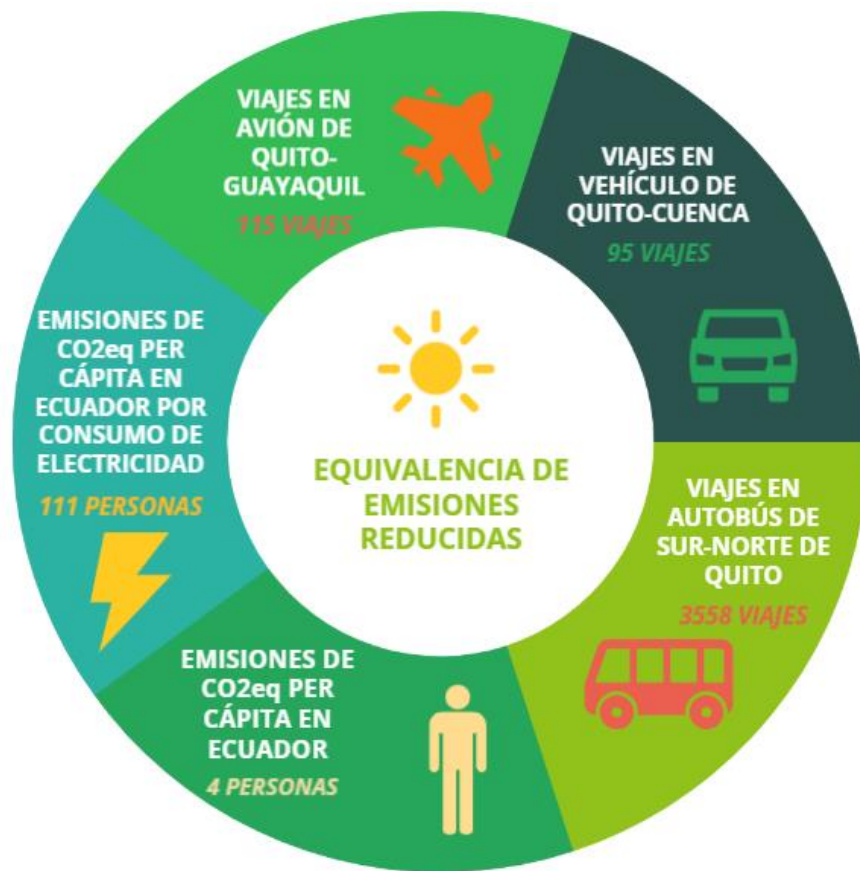 VIAJES EN
AVIÓN DE
QUITO-
GUAYAQUIL
115 VIAJES
VIAJES EN
VEHÍCULO DE
QUITO-CUENCA
95 VIAJES
EMISIONES DE
CO2eq PER
CÁPITA EN
ECUADOR POR
CONSUMO DE
ELECTRICIDAD
111 PERSONAS
EQUIVALENCIA DE
EMISIONES
REDUCIDAS
VIAJES EN
AUTOBÚS DE
SUR-NORTE DE
QUITO
3558 VIAJES
EMISIONES DE
CO2eq PER
CÁPITA EN
ECUADOR
4 PERSONAS